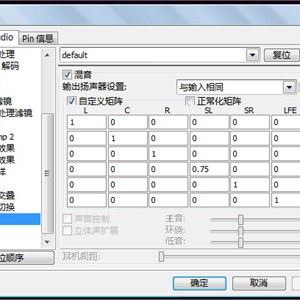 dio Pin 信息
处理
解码
滤镜
处理滤镜
mp 2
效果
效果
样
交叠
切换
位顺序
default 复位
混音
输出扬声器设置: 与输入相同
自定义矩阵 正常化矩阵
L C R SL SR LFE
1 0 0 0 0 0
0 1 0 0 0 0
0 0 1 0 0 0
0 0 0 0.75 0 0
0 0 0 0 1 0
0 0 0 0 0 1
声音控制 主音:
立体声扩展 环绕:
低音:
耳机间距:
确定 取消